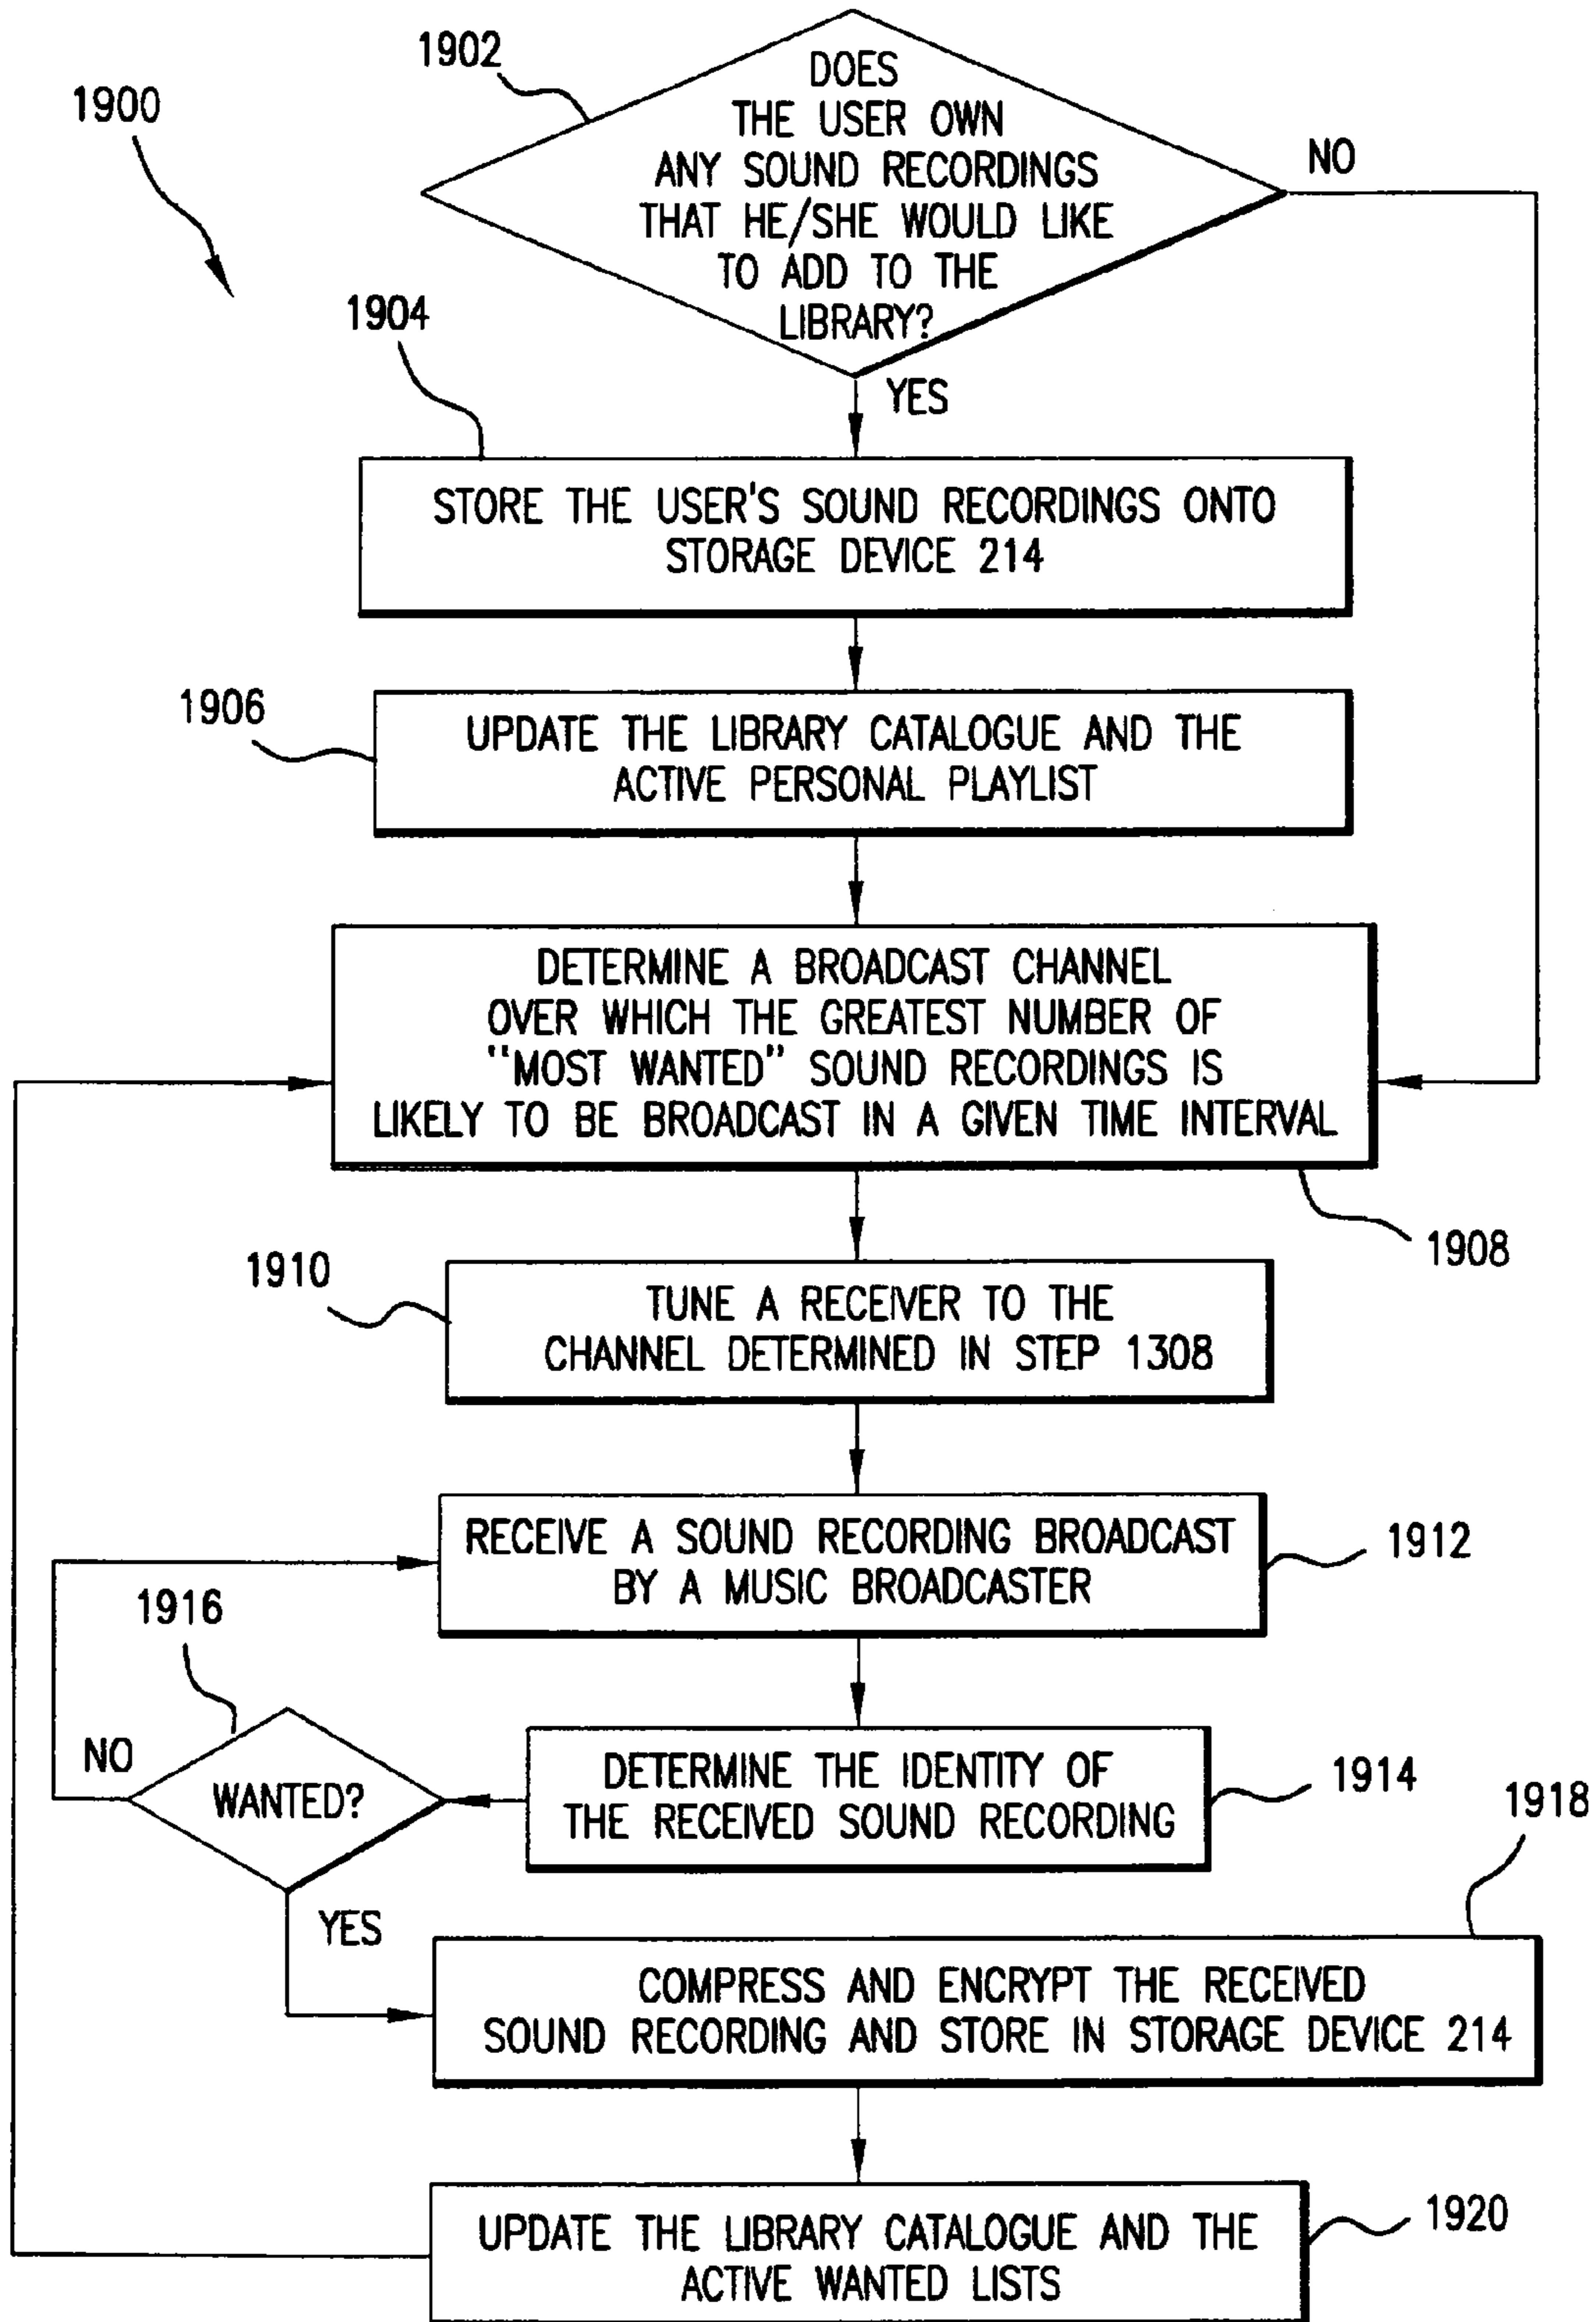 1900
1902
DOES
THE USER OWN
ANY SOUND RECORDINGS
THAT HE/SHE WOULD LIKE
TO ADD TO THE
LIBRARY?
NO
YES
1904
STORE THE USER'S SOUND RECORDINGS ONTO
STORAGE DEVICE 214
1906
UPDATE THE LIBRARY CATALOGUE AND THE
ACTIVE PERSONAL PLAYLIST
DETERMINE A BROADCAST CHANNEL
OVER WHICH THE GREATEST NUMBER OF
"MOST WANTED" SOUND RECORDINGS IS
LIKELY TO BE BROADCAST IN A GIVEN TIME INTERVAL
1908
1910
TUNE A RECEIVER TO THE
CHANNEL DETERMINED IN STEP 1308
RECEIVE A SOUND RECORDING BROADCAST
BY A MUSIC BROADCASTER
1912
DETERMINE THE IDENTITY OF
THE RECEIVED SOUND RECORDING
1914
1916
WANTED?
NO
YES
1918
COMPRESS AND ENCRYPT THE RECEIVED
SOUND RECORDING AND STORE IN STORAGE DEVICE 214
UPDATE THE LIBRARY CATALOGUE AND THE
ACTIVE WANTED LISTS
1920